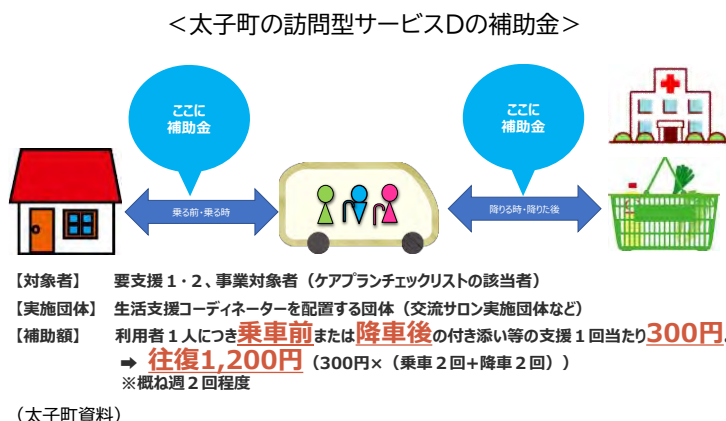 ＜太子町の訪問型サービスDの補助金＞
ここに
補助金
ここに
補助金
乗る前・乗る時
降りる時・降りた後
【対象者】　要支援１・２、事業対象者（ケアプランチェックリストの該当者）
【実施団体】　生活支援コーディネーターを配置する団体（交流サロン実施団体など）
【補助額】　利用者１人につき乗車前または降車後の付き添い等の支援１回当たり300円。
➡ 往復1,200円（300円×（乗車２回+降車２回））
※概ね週２回程度
（太子町資料）